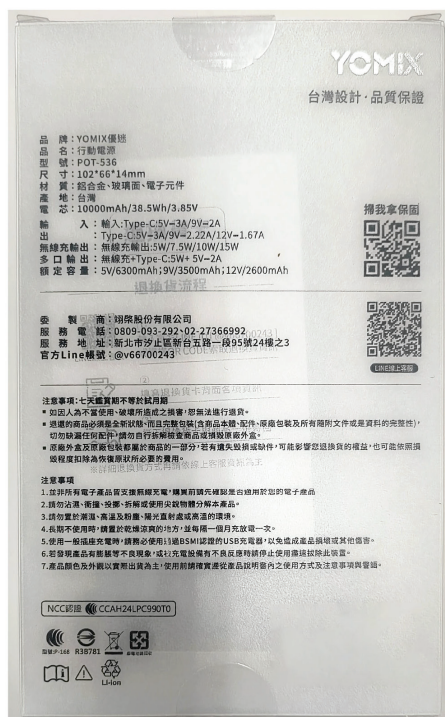 YOMIX
台灣設計·品質保證
品 牌：YOMIX優迷
品 名：行動電源
型 號：POT-536
尺 寸：102*66*14mm
材 質：鋁合金、玻璃面、電子元件
產 地：台灣
電 芯：10000mAh/38.5Wh/3.85V
輸 入：輸入：Type-C:5V⎓3A/9V⎓2A
出：Type-C:5V⎓3A/9V⎓2.22A/12V⎓1.67A
無線充輸出：無線充輸出:5W/7.5W/10W/15W
多口輸出：無線充+Type-C:5W+ 5V⎓2A
額定容量：5V/6300mAh;9V/3500mAh;12V/2600mAh
掃我拿保固
退換貨流程
委 製 商：翊棨股份有限公司
服務電話：0809-093-292、02-27366992
服務地址：新北市汐止區新台五路一段95號24樓之3
官方Line帳號：@v66700243
LINE線上客服
注意事項：七天鑑賞期不等於試用期
▪ 如因人為不當使用、破壞所造成之損害，恕無法進行退貨。
▪ 退還的商品必須是全新狀態、而且完整包裝(含商品本體、配件、原廠包裝及所有隨附文件或是資料的完整性)，
切勿缺漏任何配件，請勿自行拆解檢查商品或損毀原廠外盒。
▪ 原廠外盒及原廠包裝都屬於商品的一部分，若有遺失毀損或缺件，可能影響您退換貨的權益，也可能依照損
毀程度扣除為恢復原狀所必要的費用。
注意事項
1.並非所有電子產品皆支援無線充電，購買前請先確認是否適用於您的電子產品
2.請勿沾濕、衝撞、投擲、拆解或使用尖銳物體分解本產品。
3.請勿置於潮濕、高溫及粉塵、陽光直射處或高溫的環境。
4.長期不使用時，請置於乾燥涼爽的地方，並每隔一個月充放電一次。
5.使用一般插座充電時，請務必使用通過BSMI認證的USB充電器，以免造成產品損壞或其他傷害。
6.若發現產品有膨脹等不良現象，或社充電設備有不良反應時請停止使用儘速拔除此裝置。
7.產品顏色及外觀以實際出貨為主，使用前請確實遵從產品說明書內之使用方式及注意事項與警語。
NCC認證 CCAH24LPC990T0
型號:P-168 R3B781
Li-ion